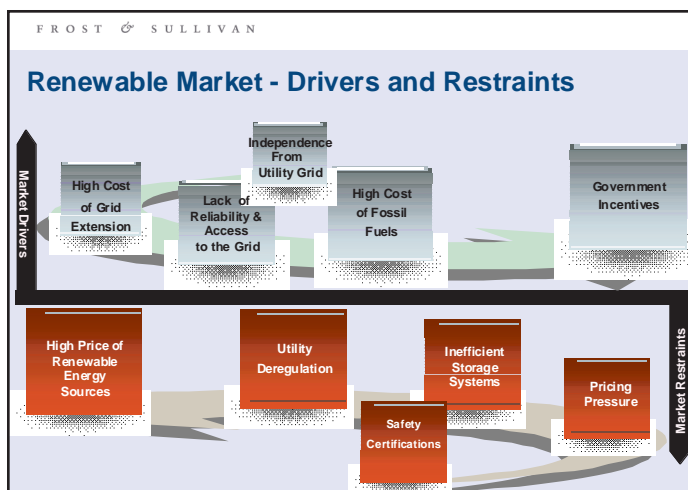 FROST & SULLIVAN
Renewable Market - Drivers and Restraints
Market Drivers
High Cost
of Grid
Extension
Lack of
Reliability &
Access
to the Grid
Independence
From
Utility Grid
High Cost
of Fossil
Fuels
Government
Incentives
High Price of
Renewable
Energy
Sources
Utility
Deregulation
Safety
Certifications
Inefficient
Storage
Systems
Pricing
Pressure
Market Restraints